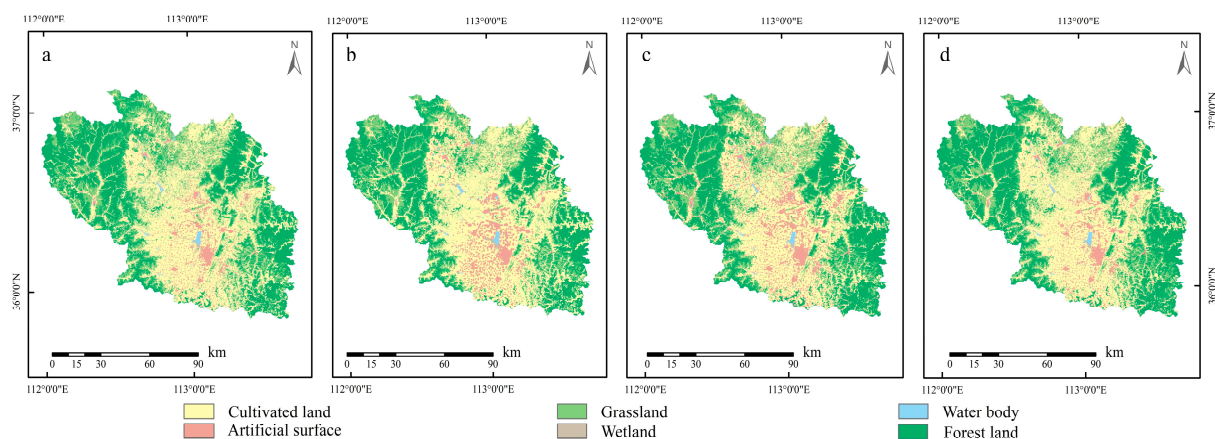 112°0′0″E 113°0′0″E 112°0′0″E 113°0′0″E 112°0′0″E 113°0′0″E 112°0′0″E 113°0′0″E
a N b N c N d N
37°0′0″N 37°0′0″N
36°0′0″N 36°0′0″N
km km km km
0 15 30 60 90 0 15 30 60 90 0 15 30 60 90 0 15 30 60 90
112°0′0″E 113°0′0″E 112°0′0″E 113°0′0″E 112°0′0″E 113°0′0″E 112°0′0″E 113°0′0″E
Cultivated land Grassland Water body
Artificial surface Wetland Forest land